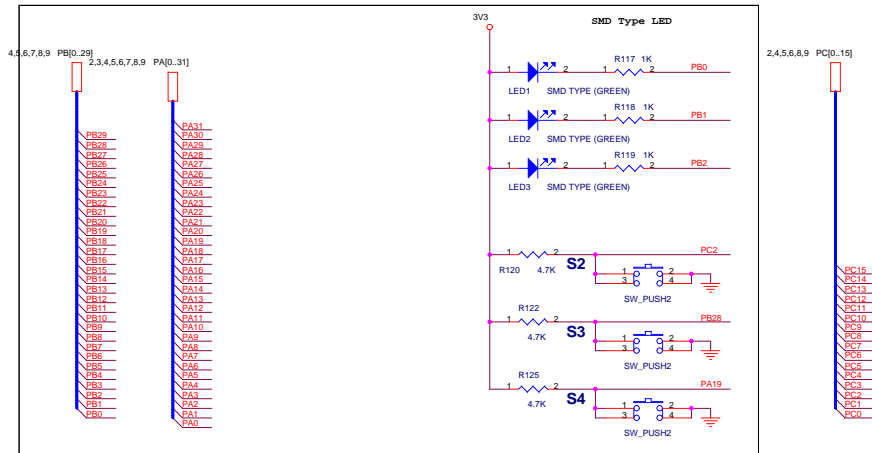 3V3
SMD Type LED
4,5,6,7,8,9 PB[0..29]
2,3,4,5,6,7,8,9 PA[0..31]
2,4,5,6,8,9 PC[0..15]
1 2 R117 1K 1 2 PB0
LED1 SMD TYPE (GREEN)
1 2 R118 1K 1 2 PB1
LED2 SMD TYPE (GREEN)
1 2 R119 1K 1 2 PB2
LED3 SMD TYPE (GREEN)
1 2 PC2
R120 4.7K S2
1 2
3 4
SW_PUSH2
R122
1 2 PB28
4.7K S3
1 2
3 4
SW_PUSH2
R125
1 2 PA19
4.7K S4
1 2
3 4
SW_PUSH2
PB29
PB28
PB27
PB26
PB25
PB24
PB23
PB22
PB21
PB20
PB19
PB18
PB17
PB16
PB15
PB14
PB13
PB12
PB11
PB10
PB9
PB8
PB7
PB6
PB5
PB4
PB3
PB2
PB1
PB0
PA31
PA30
PA29
PA28
PA27
PA26
PA25
PA24
PA23
PA22
PA21
PA20
PA19
PA18
PA17
PA16
PA15
PA14
PA13
PA12
PA11
PA10
PA9
PA8
PA7
PA6
PA5
PA4
PA3
PA2
PA1
PA0
PC15
PC14
PC13
PC12
PC11
PC10
PC9
PC8
PC7
PC6
PC5
PC4
PC3
PC2
PC1
PC0